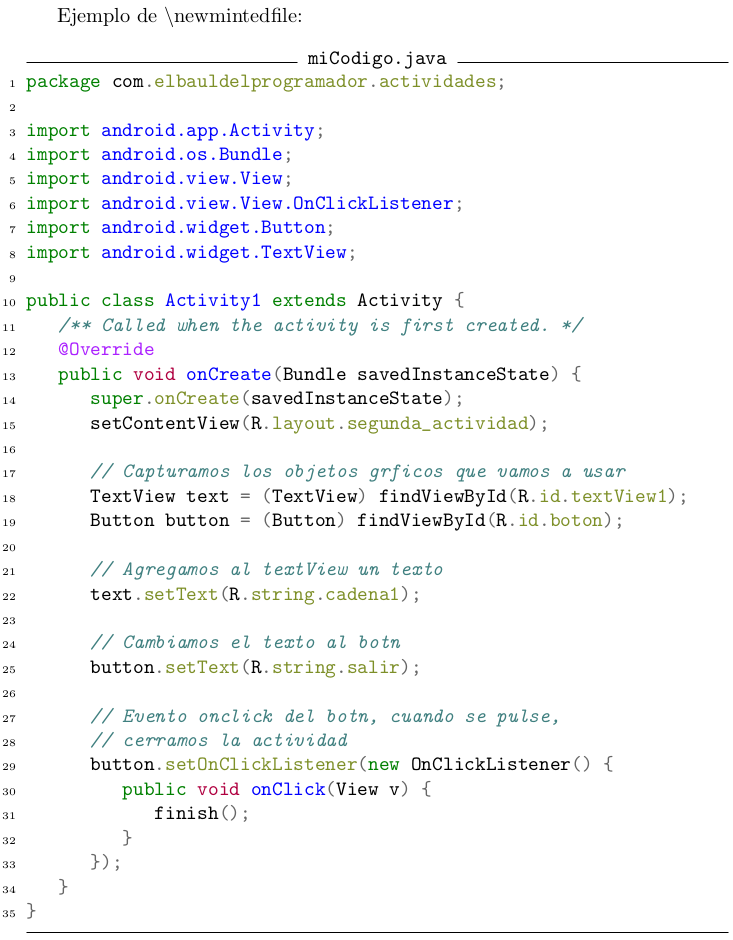 Ejemplo de \newmintedfile:
miCodigo.java
1 package com.elbauldelprogramador.actividades;
2
3 import android.app.Activity;
4 import android.os.Bundle;
5 import android.view.View;
6 import android.view.View.OnClickListener;
7 import android.widget.Button;
8 import android.widget.TextView;
9
10 public class Activity1 extends Activity {
11    /** Called when the activity is first created. */
12    @Override
13    public void onCreate(Bundle savedInstanceState) {
14       super.onCreate(savedInstanceState);
15       setContentView(R.layout.segunda_actividad);
16
17       // Capturamos los objetos grficos que vamos a usar
18       TextView text = (TextView) findViewById(R.id.textView1);
19       Button button = (Button) findViewById(R.id.boton);
20
21       // Agregamos al textView un texto
22       text.setText(R.string.cadena1);
23
24       // Cambiamos el texto al botn
25       button.setText(R.string.salir);
26
27       // Evento onclick del botn, cuando se pulse,
28       // cerramos la actividad
29       button.setOnClickListener(new OnClickListener() {
30          public void onClick(View v) {
31             finish();
32          }
33       });
34    }
35 }